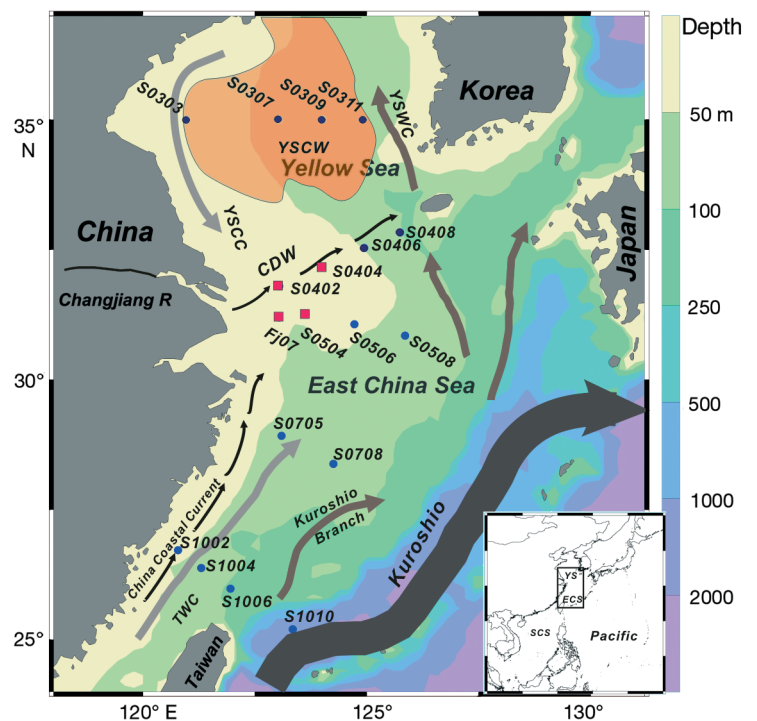 Depth
50 m
100
250
500
1000
2000
35°
N
30°
25°
120° E
125°
130°
Korea
S0303
S0307
S0309
S0311
YSWC
YSCW
Yellow Sea
China
YSCC
Japan
CDW
S0408
S0406
S0404
S0402
Changjiang R
Fj07
S0504
S0506
S0508
East China Sea
S0705
S0708
China Coastal Current
Kuroshio
Branch
Kuroshio
S1002
S1004
S1006
TWC
S1010
Taiwan
YS
ECS
SCS
Pacific